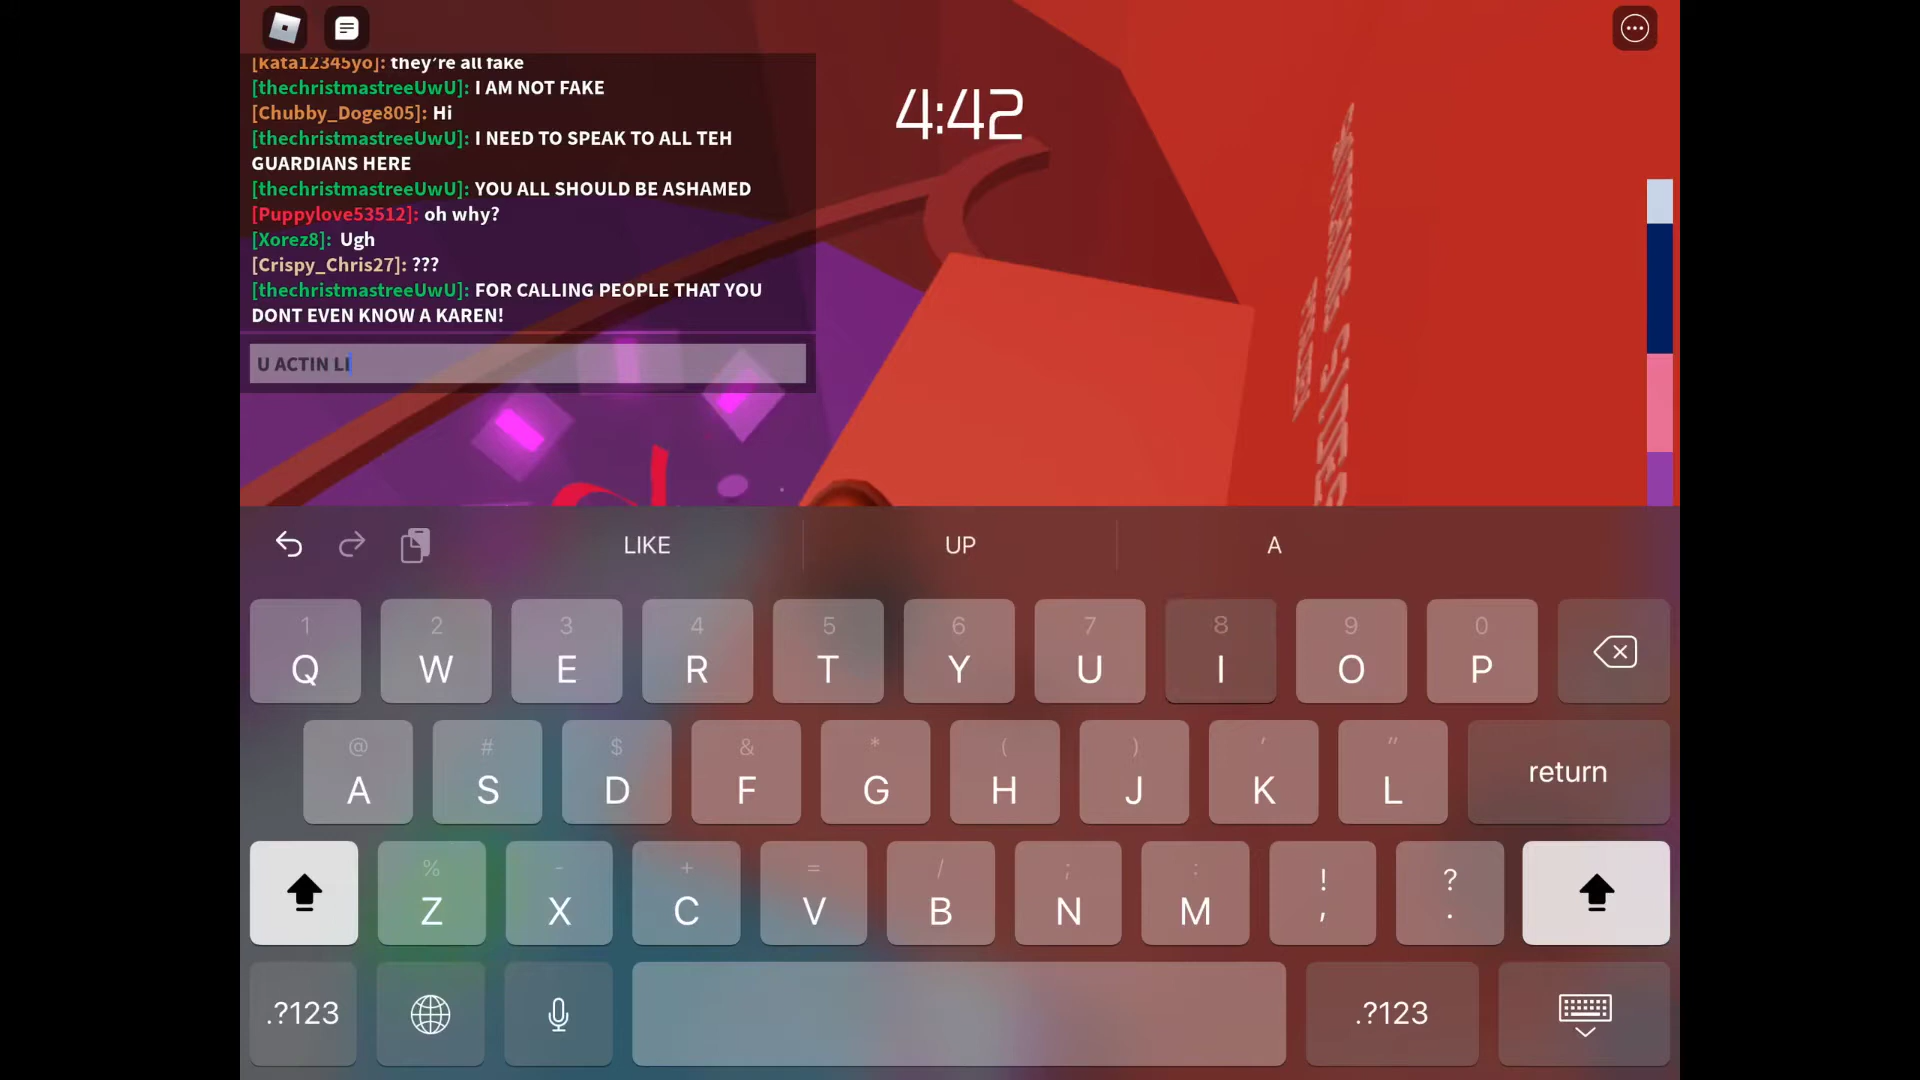 [kata12345yo]: they're all fake
[thechristmastreeUwU]: I AM NOT FAKE
[Chubby_Doge805]: Hi
[thechristmastreeUwU]: I NEED TO SPEAK TO ALL TEH
GUARDIANS HERE
[thechristmastreeUwU]: YOU ALL SHOULD BE ASHAMED
[Puppylove53512]: oh why?
[Xorez8]: Ugh
[Crispy_Chris27]: ???
[thechristmastreeUwU]: FOR CALLING PEOPLE THAT YOU
DONT EVEN KNOW A KAREN!
U ACTIN LI
4:42
LIKE UP A
1 2 3 4 5 6 7 8 9 0
Q W E R T Y U I O P
@ # $ & * ( ) ' "
A S D F G H J K L return
% - + = / ; : ! ?
Z X C V B N M , .
.?123 .?123